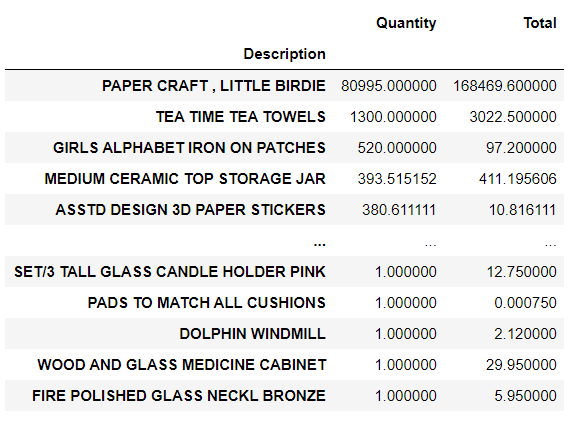 Quantity Total
Description
PAPER CRAFT , LITTLE BIRDIE 80995.000000 168469.600000
TEA TIME TEA TOWELS 1300.000000 3022.500000
GIRLS ALPHABET IRON ON PATCHES 520.000000 97.200000
MEDIUM CERAMIC TOP STORAGE JAR 393.515152 411.195606
ASSTD DESIGN 3D PAPER STICKERS 380.611111 10.816111
... ... ...
SET/3 TALL GLASS CANDLE HOLDER PINK 1.000000 12.750000
PADS TO MATCH ALL CUSHIONS 1.000000 0.000750
DOLPHIN WINDMILL 1.000000 2.120000
WOOD AND GLASS MEDICINE CABINET 1.000000 29.950000
FIRE POLISHED GLASS NECKL BRONZE 1.000000 5.950000